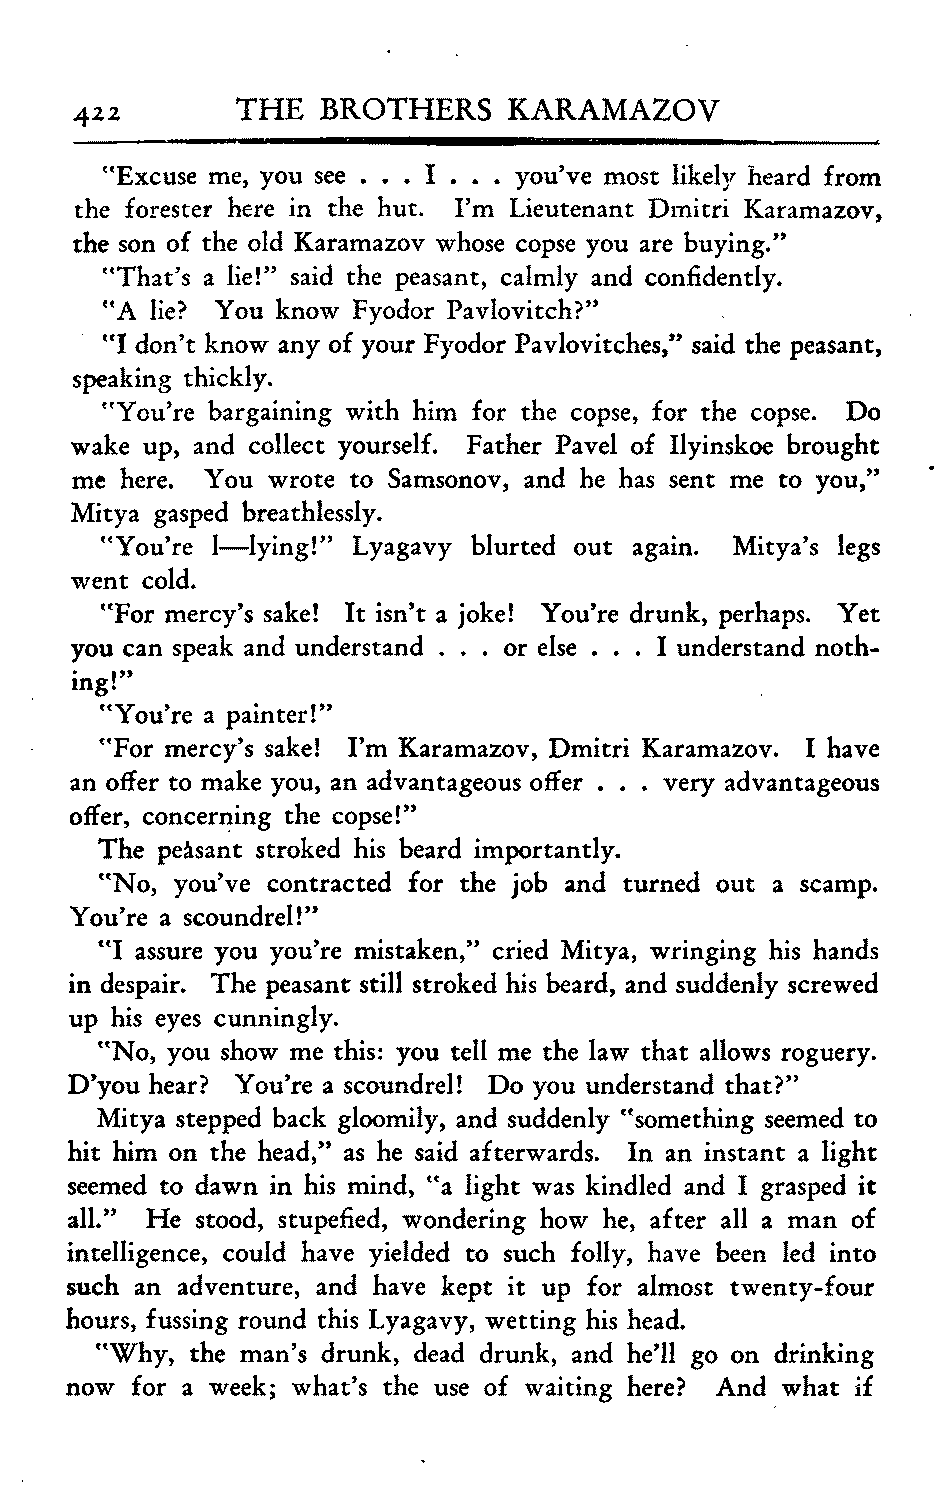 422 THE BROTHERS KARAMAZOV
"Excuse me, you see . . . I . . . you've most likely heard from
the forester here in the hut. I'm Lieutenant Dmitri Karamazov,
the son of the old Karamazov whose copse you are buying."
"That's a lie!" said the peasant, calmly and confidently.
"A lie? You know Fyodor Pavlovitch?"
"I don't know any of your Fyodor Pavlovitches," said the peasant,
speaking thickly.
"You're bargaining with him for the copse, for the copse. Do
wake up, and collect yourself. Father Pavel of Ilyinskoe brought
me here. You wrote to Samsonov, and he has sent me to you,"
Mitya gasped breathlessly.
"You're l—lying!" Lyagavy blurted out again. Mitya's legs
went cold.
"For mercy's sake! It isn't a joke! You're drunk, perhaps. Yet
you can speak and understand . . . or else . . . I understand noth-
ing!"
"You're a painter!"
"For mercy's sake! I'm Karamazov, Dmitri Karamazov. I have
an offer to make you, an advantageous offer . . . very advantageous
offer, concerning the copse!"
The peasant stroked his beard importantly.
"No, you've contracted for the job and turned out a scamp.
You're a scoundrel!"
"I assure you you're mistaken," cried Mitya, wringing his hands
in despair. The peasant still stroked his beard, and suddenly screwed
up his eyes cunningly.
"No, you show me this: you tell me the law that allows roguery.
D'you hear? You're a scoundrel! Do you understand that?"
Mitya stepped back gloomily, and suddenly "something seemed to
hit him on the head," as he said afterwards. In an instant a light
seemed to dawn in his mind, "a light was kindled and I grasped it
all." He stood, stupefied, wondering how he, after all a man of
intelligence, could have yielded to such folly, have been led into
such an adventure, and have kept it up for almost twenty-four
hours, fussing round this Lyagavy, wetting his head.
"Why, the man's drunk, dead drunk, and he'll go on drinking
now for a week; what's the use of waiting here? And what if